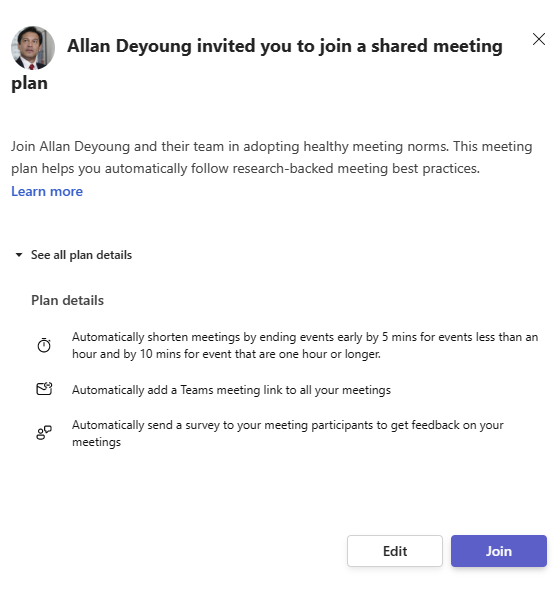 Allan Deyoung invited you to join a shared meeting
plan
Join Allan Deyoung and their team in adopting healthy meeting norms. This meeting
plan helps you automatically follow research-backed meeting best practices.
Learn more
See all plan details
Plan details
Automatically shorten meetings by ending events early by 5 mins for events less than an
hour and by 10 mins for event that are one hour or longer.
Automatically add a Teams meeting link to all your meetings
Automatically send a survey to your meeting participants to get feedback on your
meetings
Edit
Join